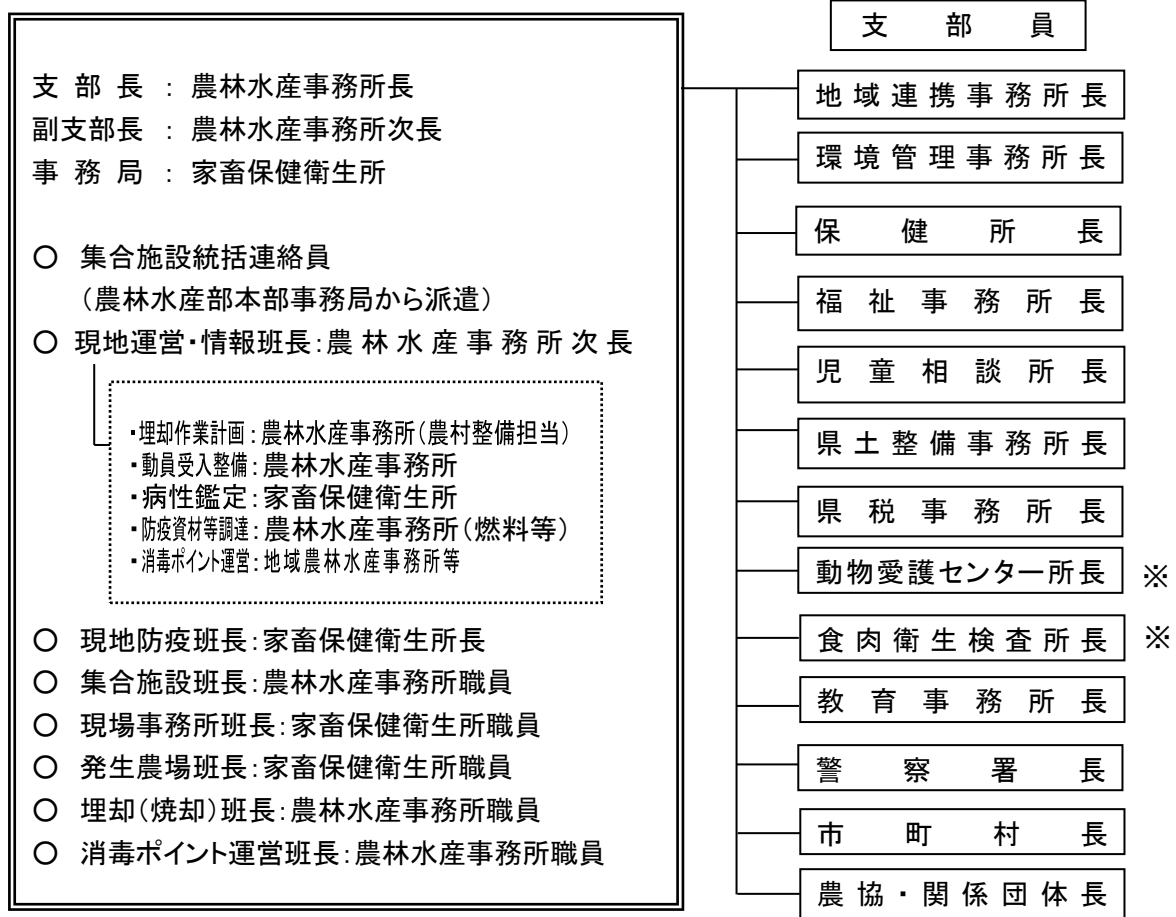 支部長：農林水産事務所長
副支部長：農林水産事務所次長
事務局：家畜保健衛生所
○ 集合施設統括連絡員
（農林水産部本部事務局から派遣）
○ 現地運営・情報班長：農林水産事務所次長
・埋却作業計画：農林水産事務所（農村整備担当）
・動員受入整備：農林水産事務所
・病性鑑定：家畜保健衛生所
・防疫資材等調達：農林水産事務所（燃料等）
・消毒ポイント運営：地域農林水産事務所等
○ 現地防疫班長：家畜保健衛生所長
○ 集合施設班長：農林水産事務所職員
○ 現場事務所班長：家畜保健衛生所職員
○ 発生農場班長：家畜保健衛生所職員
○ 埋却（焼却）班長：農林水産事務所職員
○ 消毒ポイント運営班長：農林水産事務所職員
支部員
地域連携事務所長
環境管理事務所長
保健所長
福祉事務所長
児童相談所長
県土整備事務所長
県税事務所長
動物愛護センター所長 ※
食肉衛生検査所長 ※
教育事務所長
警察署長
市町村長
農協・関係団体長